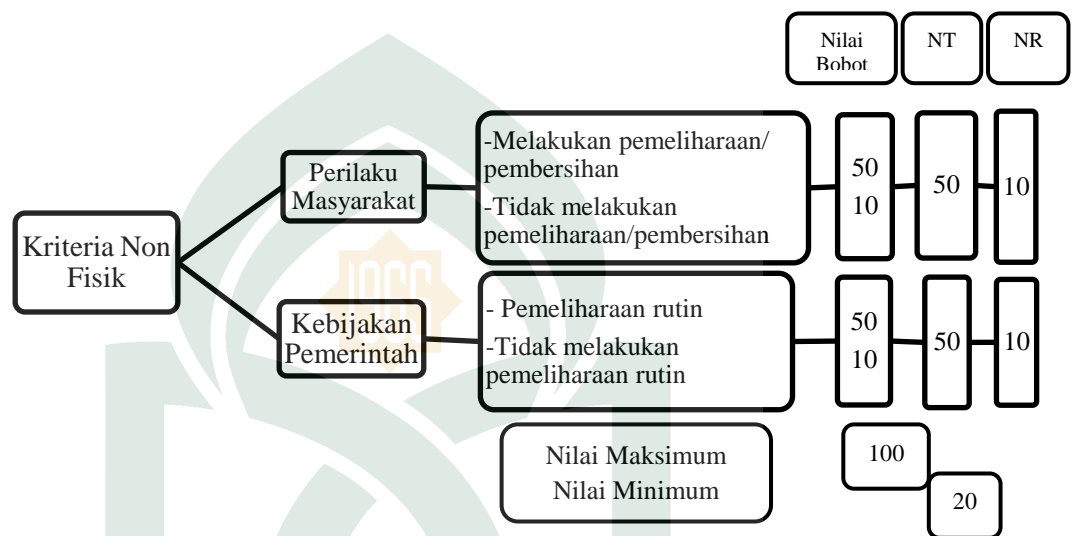 Nilai
Bobot
NT
NR
Kriteria Non
Fisik
Perilaku
Masyarakat
-Melakukan pemeliharaan/
pembersihan
-Tidak melakukan
pemeliharaan/pembersihan
50
10
50
10
Kebijakan
Pemerintah
- Pemeliharaan rutin
-Tidak melakukan
pemeliharaan rutin
50
10
50
10
Nilai Maksimum
Nilai Minimum
100
20